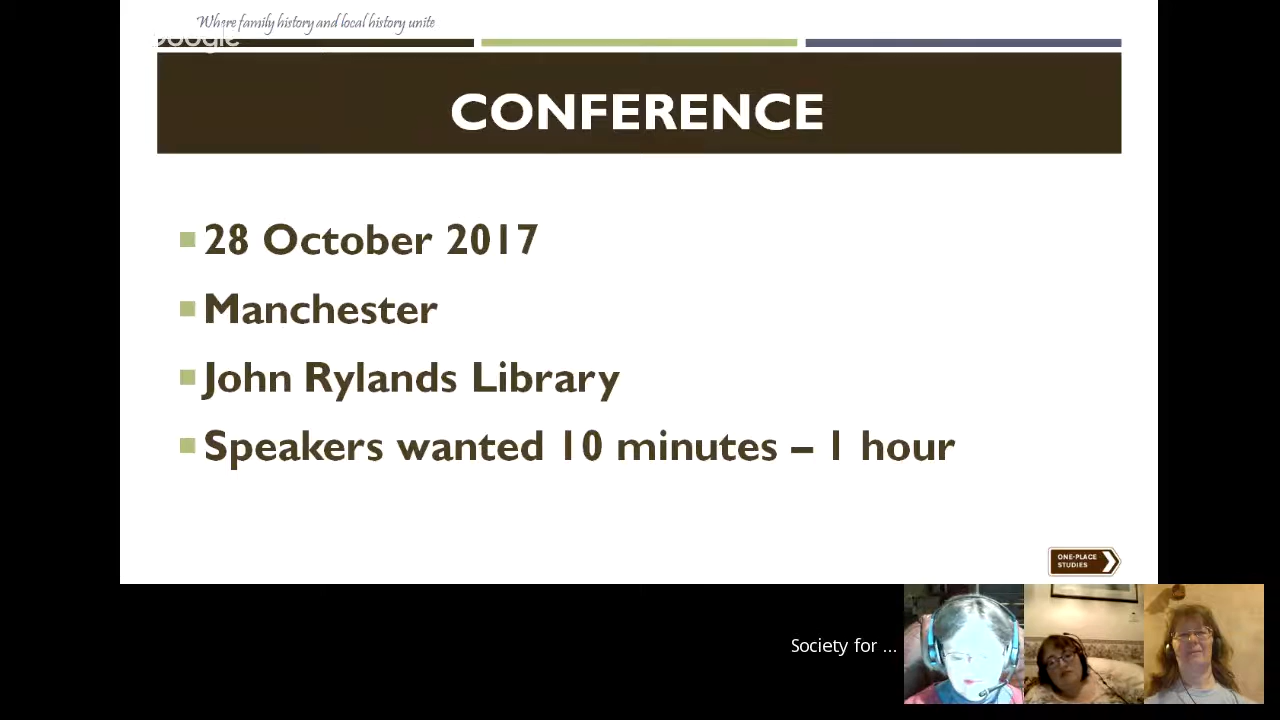 Where family history and local history unite
Google
CONFERENCE
28 October 2017
Manchester
John Rylands Library
Speakers wanted 10 minutes – 1 hour
ONE-PLACE
STUDIES
Society for ...